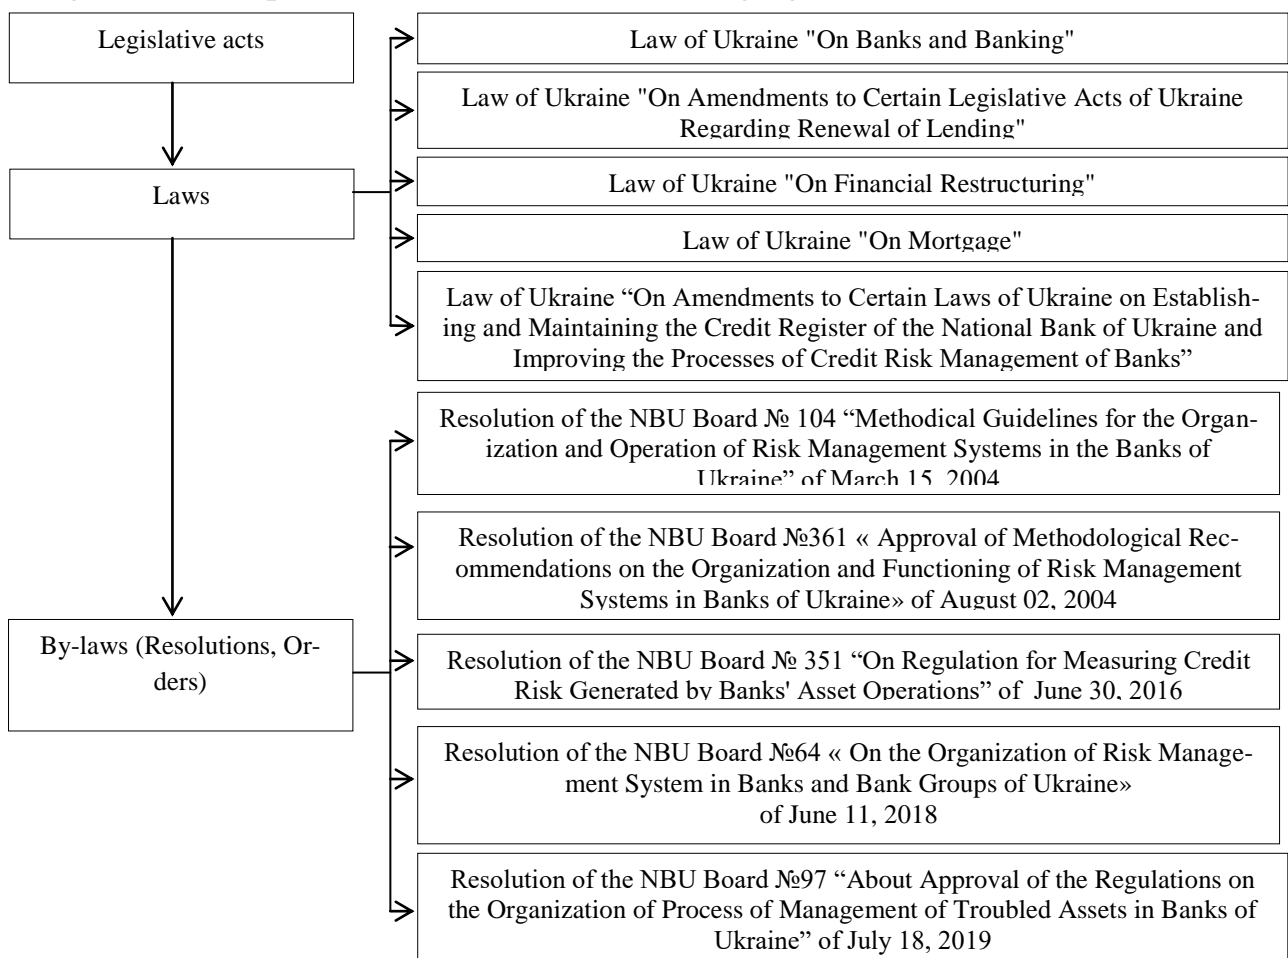 Legislative acts
Law of Ukraine "On Banks and Banking"
Law of Ukraine "On Amendments to Certain Legislative Acts of Ukraine
Regarding Renewal of Lending"
Laws
Law of Ukraine "On Financial Restructuring"
Law of Ukraine "On Mortgage"
Law of Ukraine “On Amendments to Certain Laws of Ukraine on Establish-
ing and Maintaining the Credit Register of the National Bank of Ukraine and
Improving the Processes of Credit Risk Management of Banks”
Resolution of the NBU Board № 104 “Methodical Guidelines for the Organ-
ization and Operation of Risk Management Systems in the Banks of
Ukraine” of March 15, 2004
Resolution of the NBU Board №361 « Approval of Methodological Rec-
ommendations on the Organization and Functioning of Risk Management
Systems in Banks of Ukraine» of August 02, 2004
By-laws (Resolutions, Or-
ders)
Resolution of the NBU Board № 351 “On Regulation for Measuring Credit
Risk Generated by Banks' Asset Operations” of June 30, 2016
Resolution of the NBU Board №64 « On the Organization of Risk Manage-
ment System in Banks and Bank Groups of Ukraine»
of June 11, 2018
Resolution of the NBU Board №97 “About Approval of the Regulations on
the Organization of Process of Management of Troubled Assets in Banks of
Ukraine” of July 18, 2019